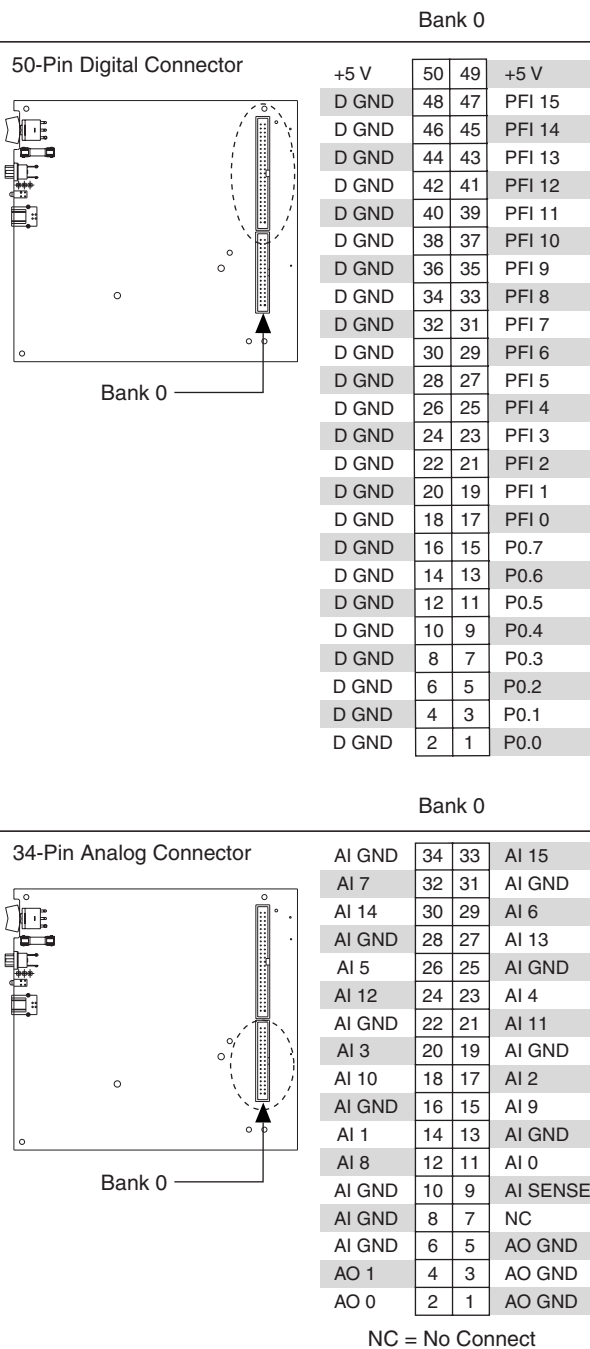 Bank 0
50-Pin Digital Connector
+5 V 50 49 +5 V
D GND 48 47 PFI 15
D GND 46 45 PFI 14
D GND 44 43 PFI 13
D GND 42 41 PFI 12
D GND 40 39 PFI 11
D GND 38 37 PFI 10
D GND 36 35 PFI 9
D GND 34 33 PFI 8
D GND 32 31 PFI 7
D GND 30 29 PFI 6
D GND 28 27 PFI 5
D GND 26 25 PFI 4
D GND 24 23 PFI 3
D GND 22 21 PFI 2
D GND 20 19 PFI 1
D GND 18 17 PFI 0
D GND 16 15 P0.7
D GND 14 13 P0.6
D GND 12 11 P0.5
D GND 10 9 P0.4
D GND 8 7 P0.3
D GND 6 5 P0.2
D GND 4 3 P0.1
D GND 2 1 P0.0
Bank 0
Bank 0
34-Pin Analog Connector
AI GND 34 33 AI 15
AI 7 32 31 AI GND
AI 14 30 29 AI 6
AI GND 28 27 AI 13
AI 5 26 25 AI GND
AI 12 24 23 AI 4
AI GND 22 21 AI 11
AI 3 20 19 AI GND
AI 10 18 17 AI 2
AI GND 16 15 AI 9
AI 1 14 13 AI GND
AI 8 12 11 AI 0
AI GND 10 9 AI SENSE
AI GND 8 7 NC
AI GND 6 5 AO GND
AO 1 4 3 AO GND
AO 0 2 1 AO GND
Bank 0
NC = No Connect